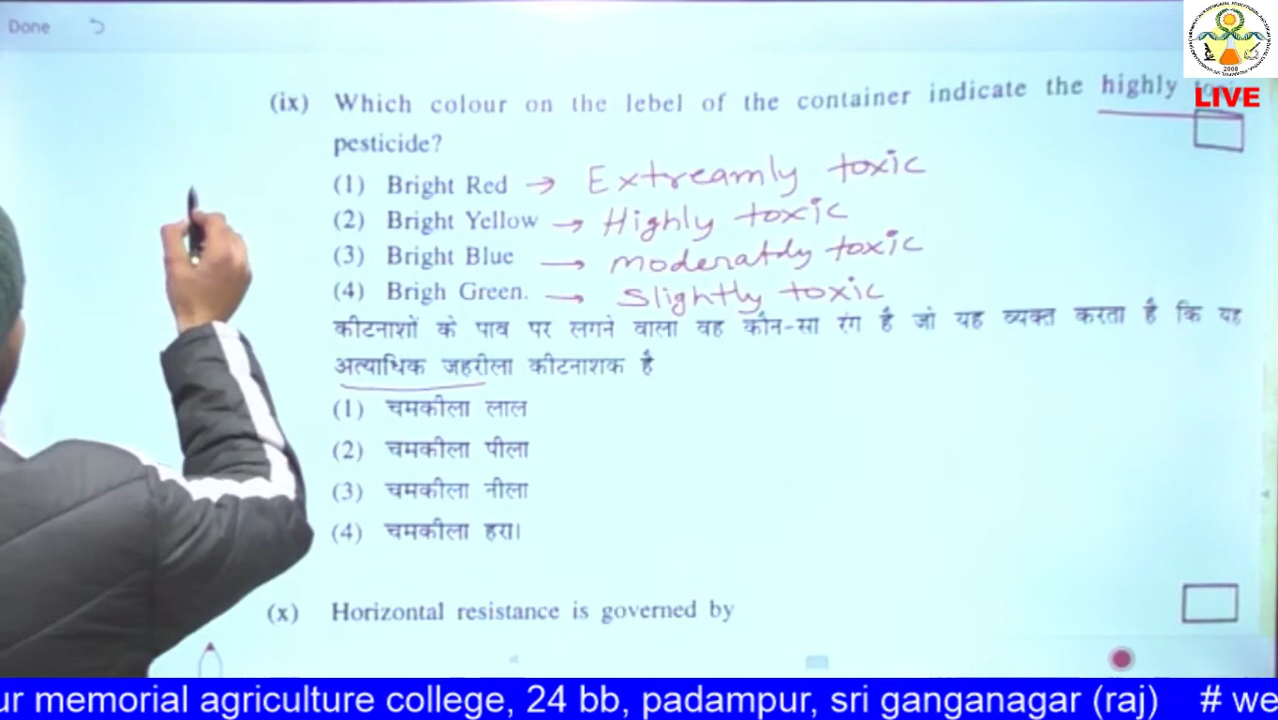 Done
LIVE
(ix) Which colour on the lebel of the container indicate the highly
pesticide?
(1) Bright Red → Extreamly toxic
(2) Bright Yellow → Highly toxic
(3) Bright Blue → moderatdy toxic
(4) Brigh Green. → slightly toxic
कीटनाशों के पाव पर लगने वाला वह कौन-सा रंग है जो यह व्यक्त करता है कि यह
अत्याधिक जहरीला कीटनाशक है
(1) चमकीला लाल
(2) चमकीला पीला
(3) चमकीला नीला
(4) चमकीला हरा।
(x) Horizontal resistance is governed by
ur memorial agriculture college, 24 bb, padampur, sri ganganagar (raj) # we
2008